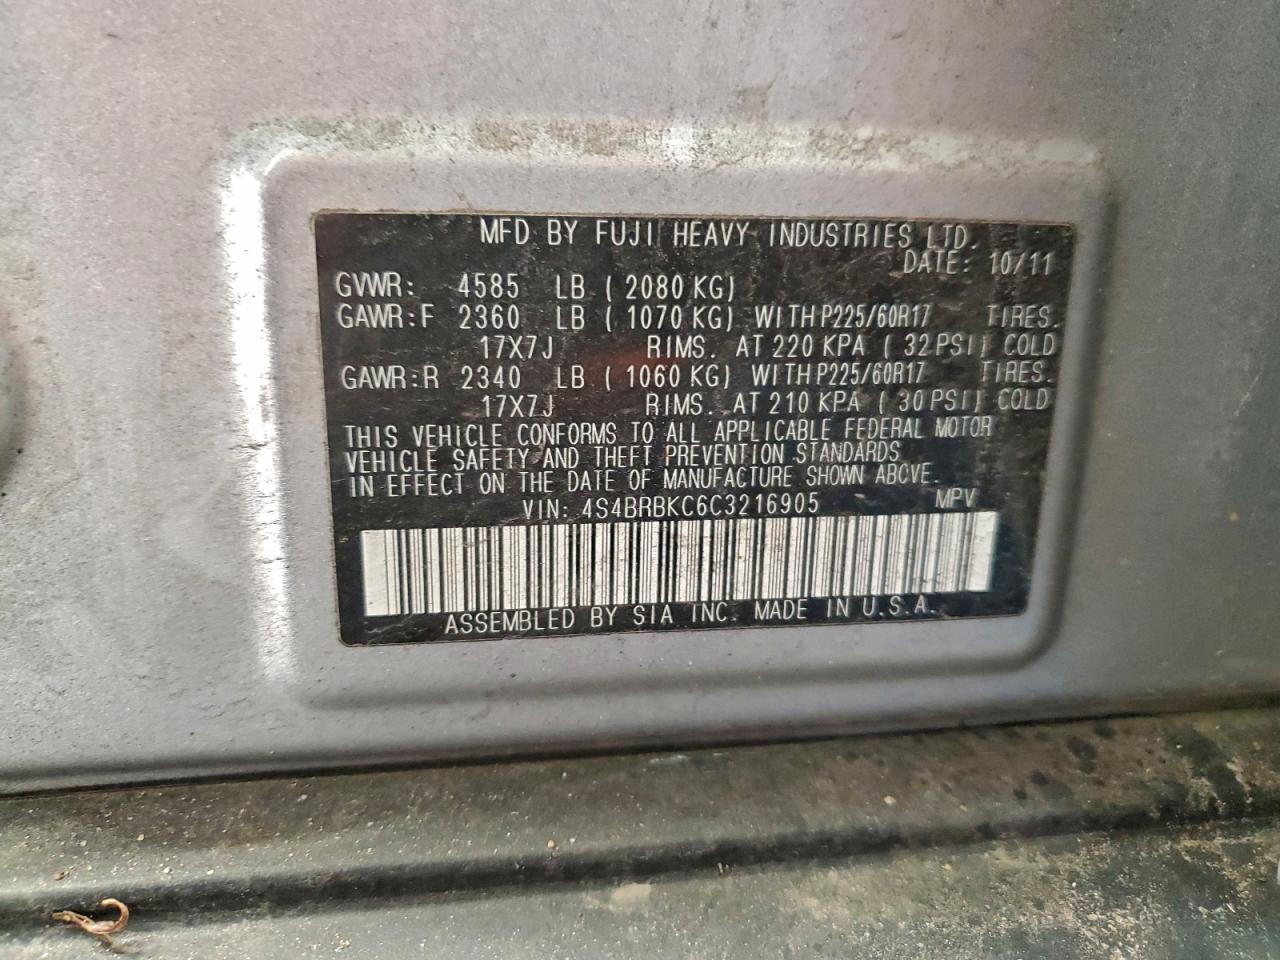 MFD BY FUJI HEAVY INDUSTRIES LTD.
DATE: 10/11
GVWR: 4585 LB ( 2080 KG)
GAWR:F 2360 LB ( 1070 KG) WITH P225/60R17 TIRES.
17X7J RIMS. AT 220 KPA ( 32 PSI) COLD
GAWR:R 2340 LB ( 1060 KG) WITH P225/60R17 TIRES.
17X7J RIMS. AT 210 KPA ( 30 PSI) COLD
THIS VEHICLE CONFORMS TO ALL APPLICABLE FEDERAL MOTOR
VEHICLE SAFETY AND THEFT PREVENTION STANDARDS
IN EFFECT ON THE DATE OF MANUFACTURE SHOWN ABOVE.
VIN: 4S4BRBKC6C3216905 MPV
ASSEMBLED BY SIA INC. MADE IN U.S.A.